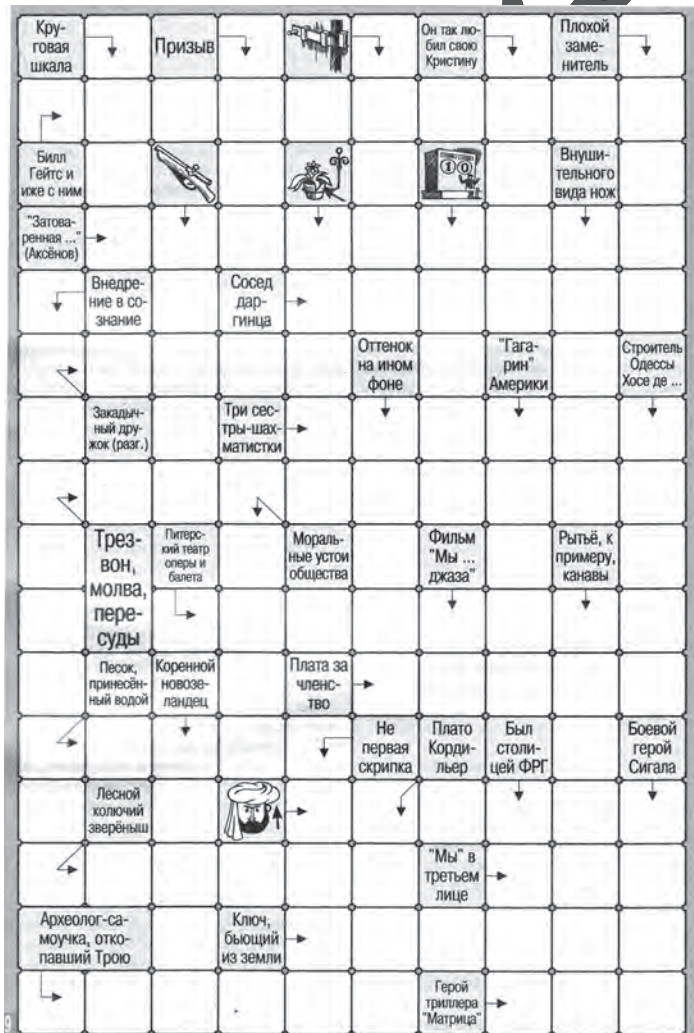 Кру-
говая
шкала
Призыв
Он так лю-
бил свою
Кристину
Плохой
заме-
нитель
Билл
Гейтс и
иже с ним
10
Внуши-
тельного
вида нож
"Затова-
ренная ..."
(Аксёнов)
Внедре-
ние в со-
знание
Сосед
дар-
гинца
Оттенок
на ином
фоне
"Гага-
рин"
Америки
Строитель
Одессы
Хосе де ...
Закадыч-
ный дру-
жок (разг.)
Три сес-
тры-шах-
матистки
Трез-
вон,
молва,
пере-
суды
Питерс-
кий театр
оперы и
балета
Мораль-
ные устои
общества
Фильм
"Мы ...
джаза"
Рытьё, к
примеру,
канавы
Песок,
принесён-
ный водой
Коренной
новозе-
ландец
Плата за
членс-
тво
Не
первая
скрипка
Плато
Корди-
льер
Был
столи-
цей ФРГ
Боевой
герой
Сигала
Лесной
колючий
зверёныш
"Мы" в
третьем
лице
Археолог-са-
моучка, отко-
павший Трою
Ключ,
бьющий
из земли
Герой
триллера
"Матрица"